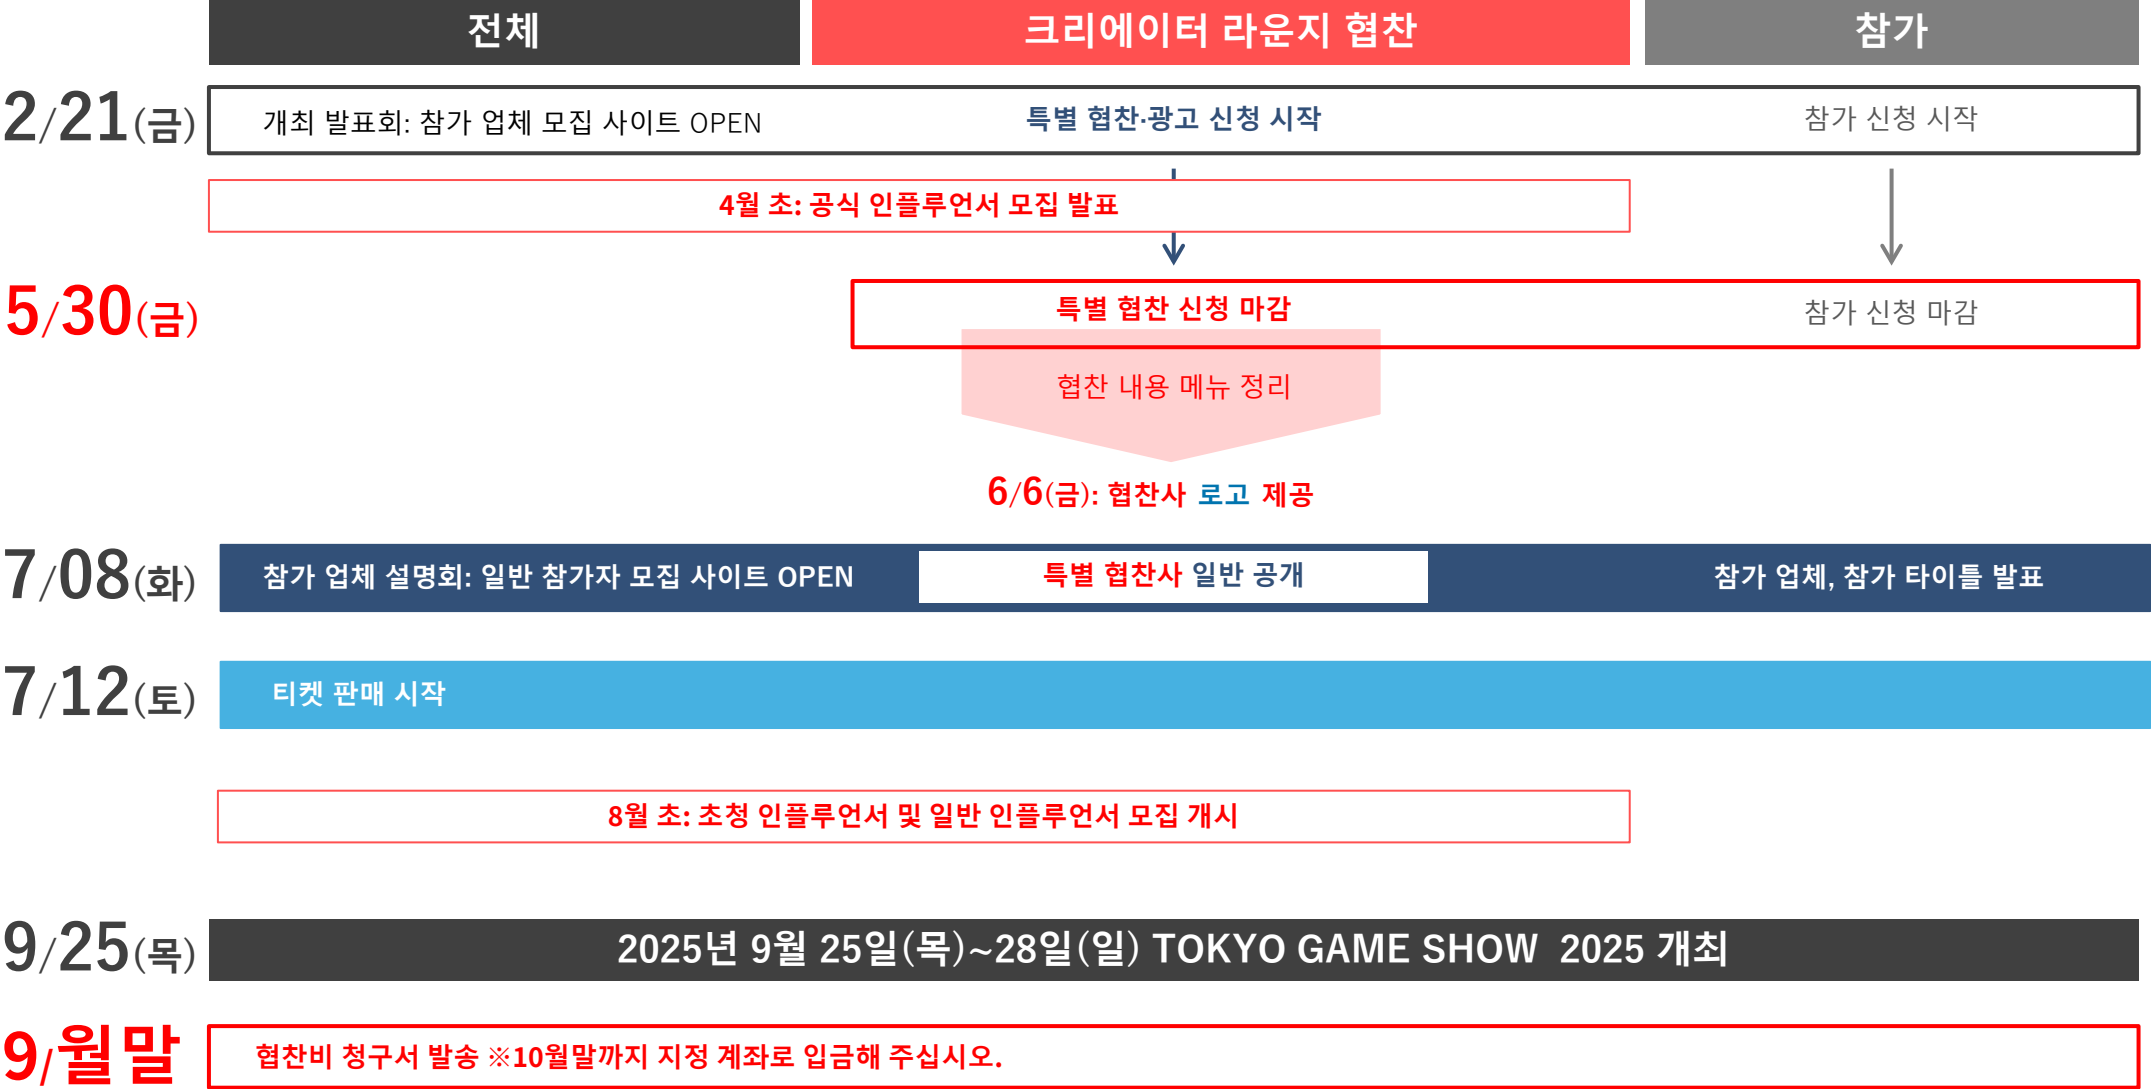 전체
크리에이터 라운지 협찬
참가
2/21(금)
개최 발표회: 참가 업체 모집 사이트 OPEN
특별 협찬·광고 신청 시작
참가 신청 시작
4월 초: 공식 인플루언서 모집 발표
5/30(금)
특별 협찬 신청 마감
참가 신청 마감
협찬 내용 메뉴 정리
6/6(금): 협찬사 로고 제공
7/08(화)
참가 업체 설명회: 일반 참가자 모집 사이트 OPEN
특별 협찬사 일반 공개
참가 업체, 참가 타이틀 발표
7/12(토)
티켓 판매 시작
8월 초: 초청 인플루언서 및 일반 인플루언서 모집 개시
9/25(목)
2025년 9월 25일(목)~28일(일) TOKYO GAME SHOW 2025 개최
9/월말
협찬비 청구서 발송 ※10월말까지 지정 계좌로 입금해 주십시오.